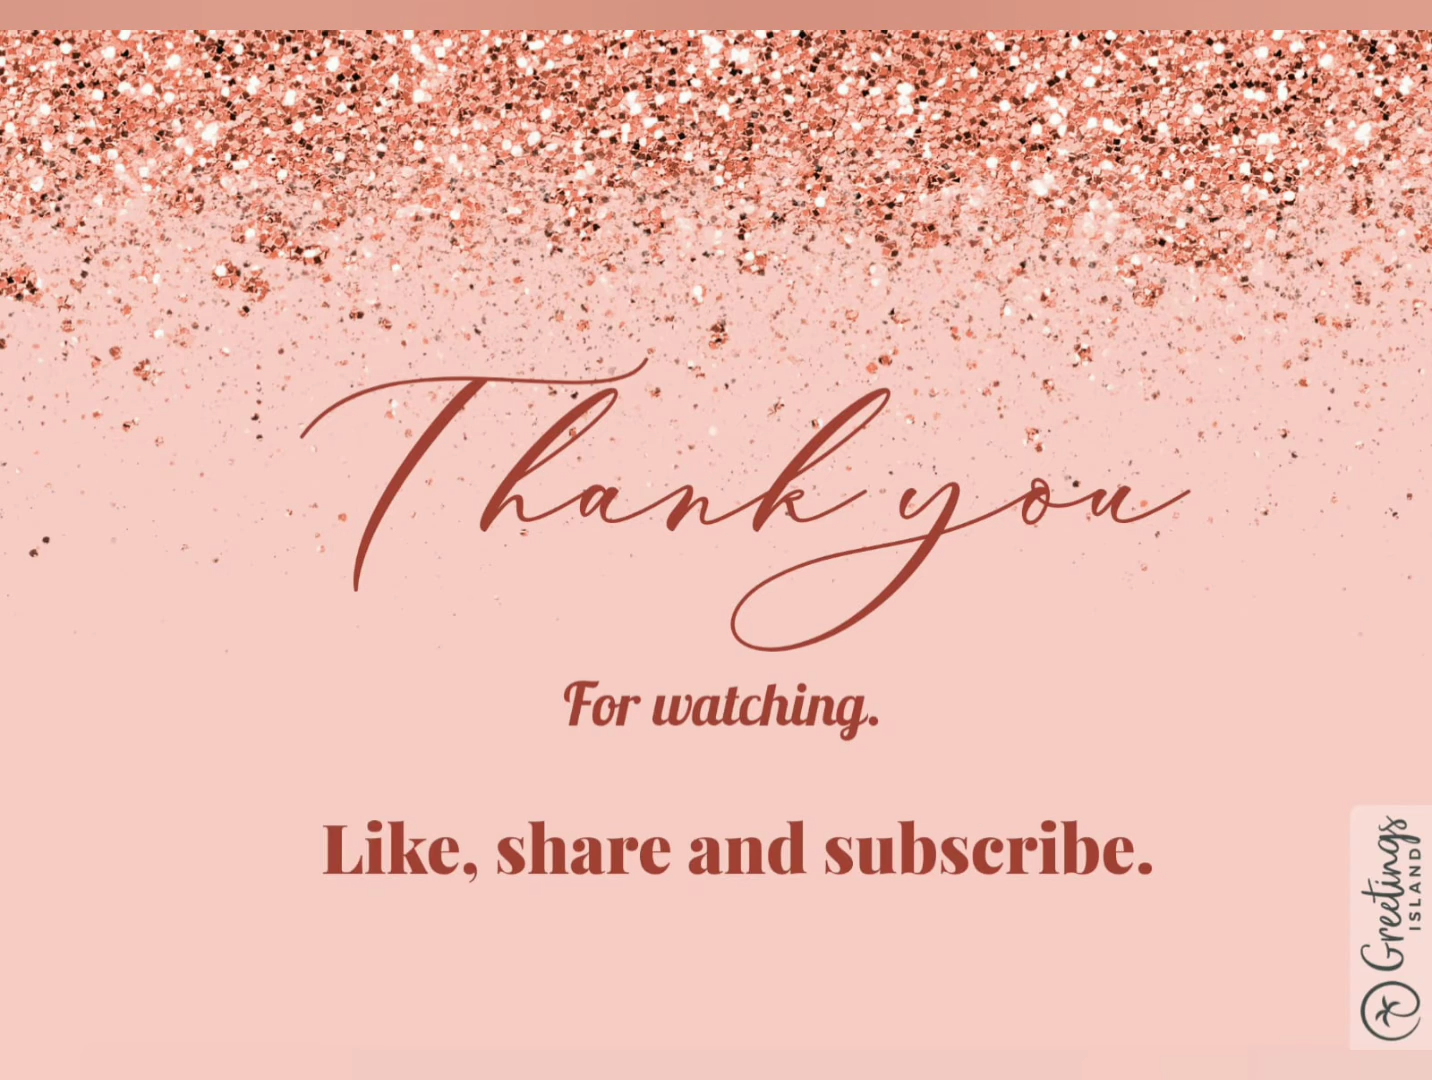 Thank you
For watching.
Like, share and subscribe.
Greetings
ISLAND